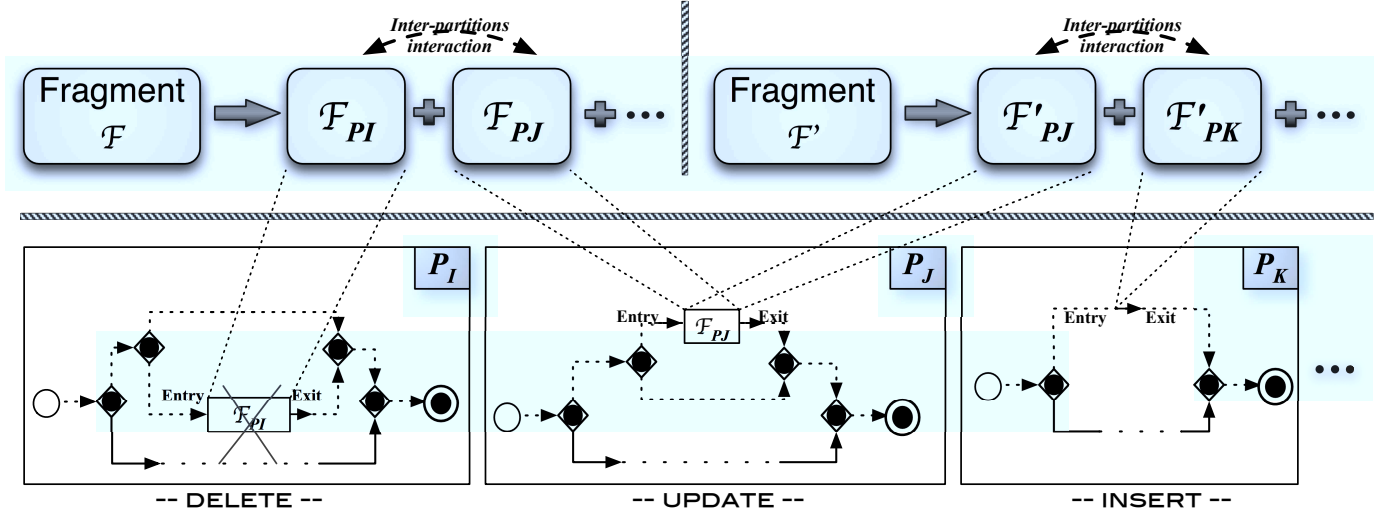 Inter-partitions
interaction
Inter-partitions
interaction
Fragment
ℱ
ℱPI
ℱPJ
...
Fragment
ℱ'
ℱ'PJ
ℱ'PK
...
PI
Entry
Exit
ℱPI
-- DELETE --
PJ
Entry
Exit
ℱPJ
-- UPDATE --
PK
Entry
Exit
...
-- INSERT --